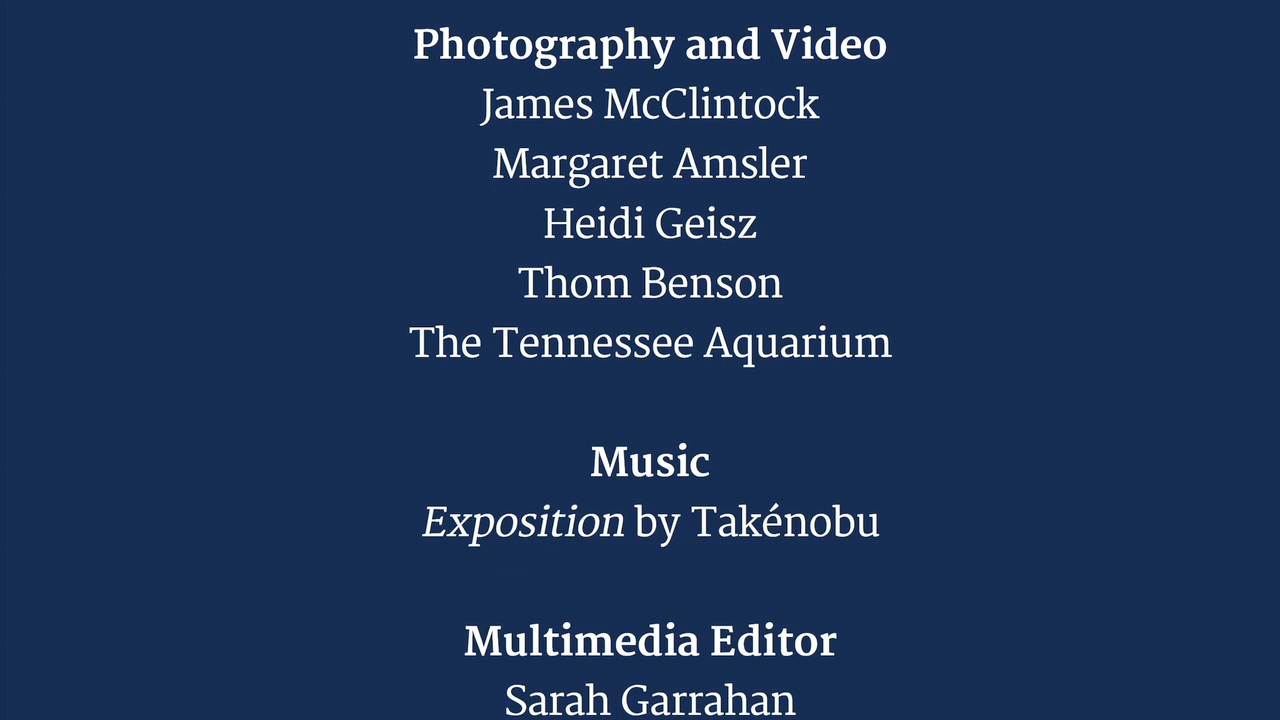 Photography and Video
James McClintock
Margaret Amsler
Heidi Geisz
Thom Benson
The Tennessee Aquarium
Music
Exposition by Takénobu
Multimedia Editor
Sarah Garrahan